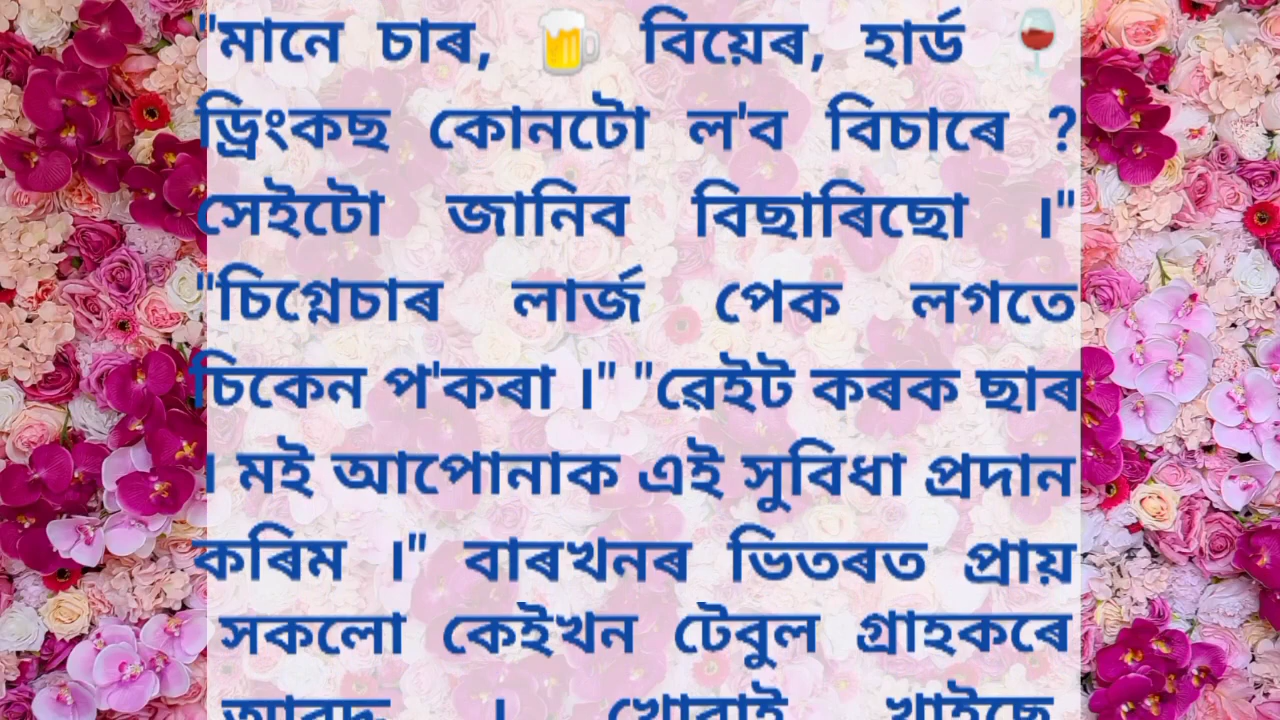 "মানে চাৰ, 🍺 বিয়েৰ, হাৰ্ড 🍷
ড্ৰিংকছ কোনটো ল'ব বিচাৰে ?
সেইটো জানিব বিছাৰিছো ।"
"চিগ্নেচাৰ লাৰ্জ পেক লগতে
চিকেন প'কৰা ।" "ৱেইট কৰক ছাৰ
। মই আপোনাক এই সুবিধা প্ৰদান
কৰিম ।" বাৰখনৰ ভিতৰত প্ৰায়
সকলো কেইখন টেবুল গ্ৰাহকৰে